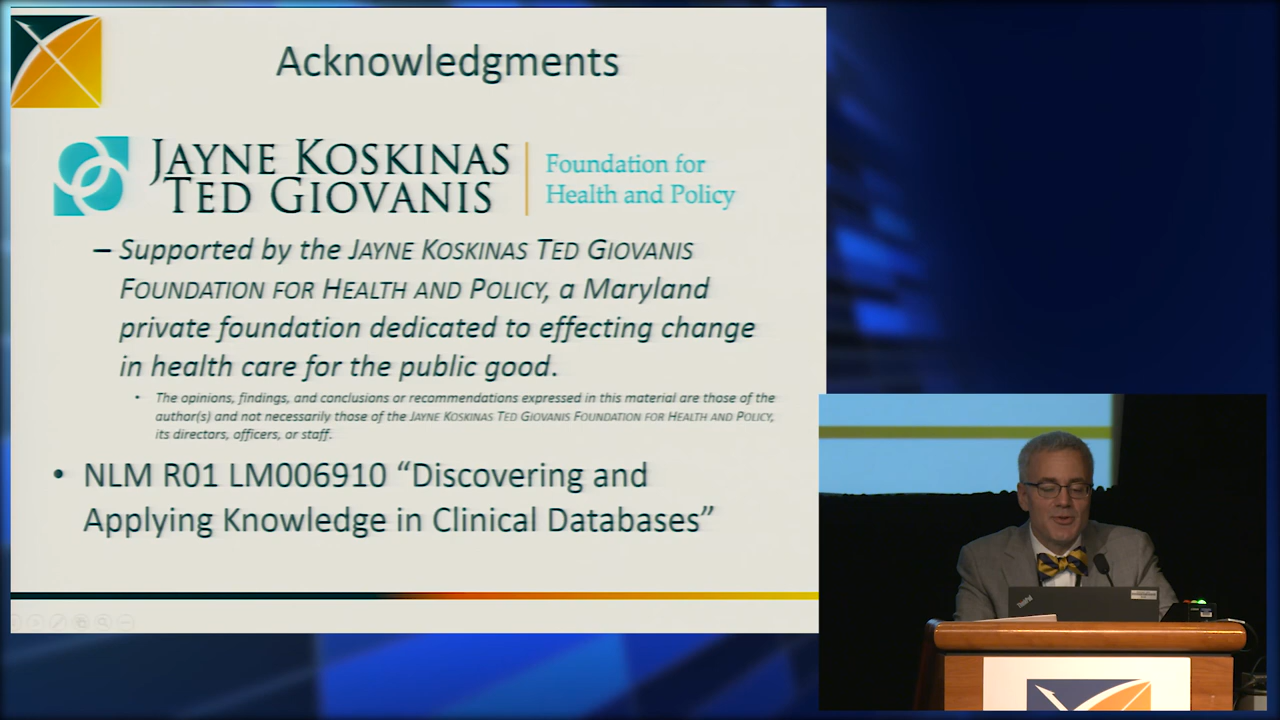 Acknowledgments
JAYNE KOSKINAS
TED GIOVANIS
Foundation for
Health and Policy
– Supported by the JAYNE KOSKINAS TED GIOVANIS
FOUNDATION FOR HEALTH AND POLICY, a Maryland
private foundation dedicated to effecting change
in health care for the public good.
• The opinions, findings, and conclusions or recommendations expressed in this material are those of the
author(s) and not necessarily those of the JAYNE KOSKINAS TED GIOVANIS FOUNDATION FOR HEALTH AND POLICY,
its directors, officers, or staff.
• NLM R01 LM006910 “Discovering and
Applying Knowledge in Clinical Databases”
ThinkPad